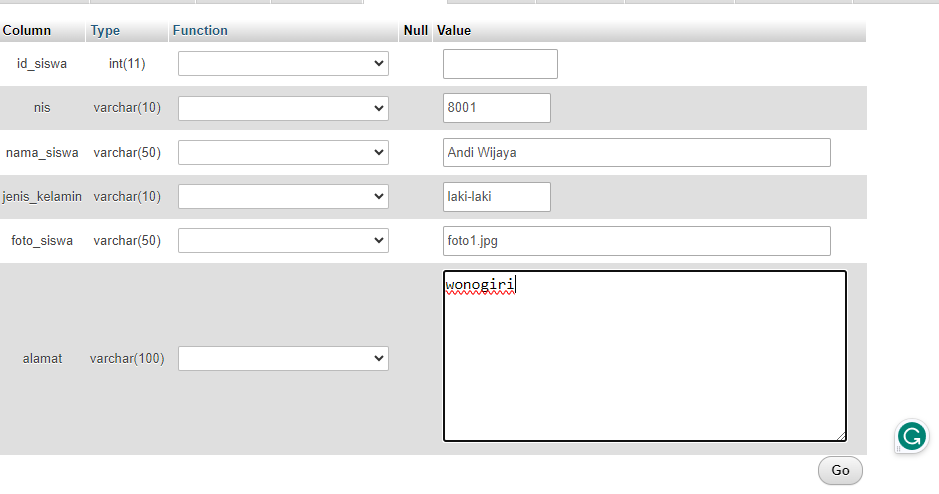 Column Type Function Null Value
id_siswa int(11)
nis varchar(10) 8001
nama_siswa varchar(50) Andi Wijaya
jenis_kelamin varchar(10) laki-laki
foto_siswa varchar(50) foto1.jpg
wonogiri
alamat varchar(100)
Go